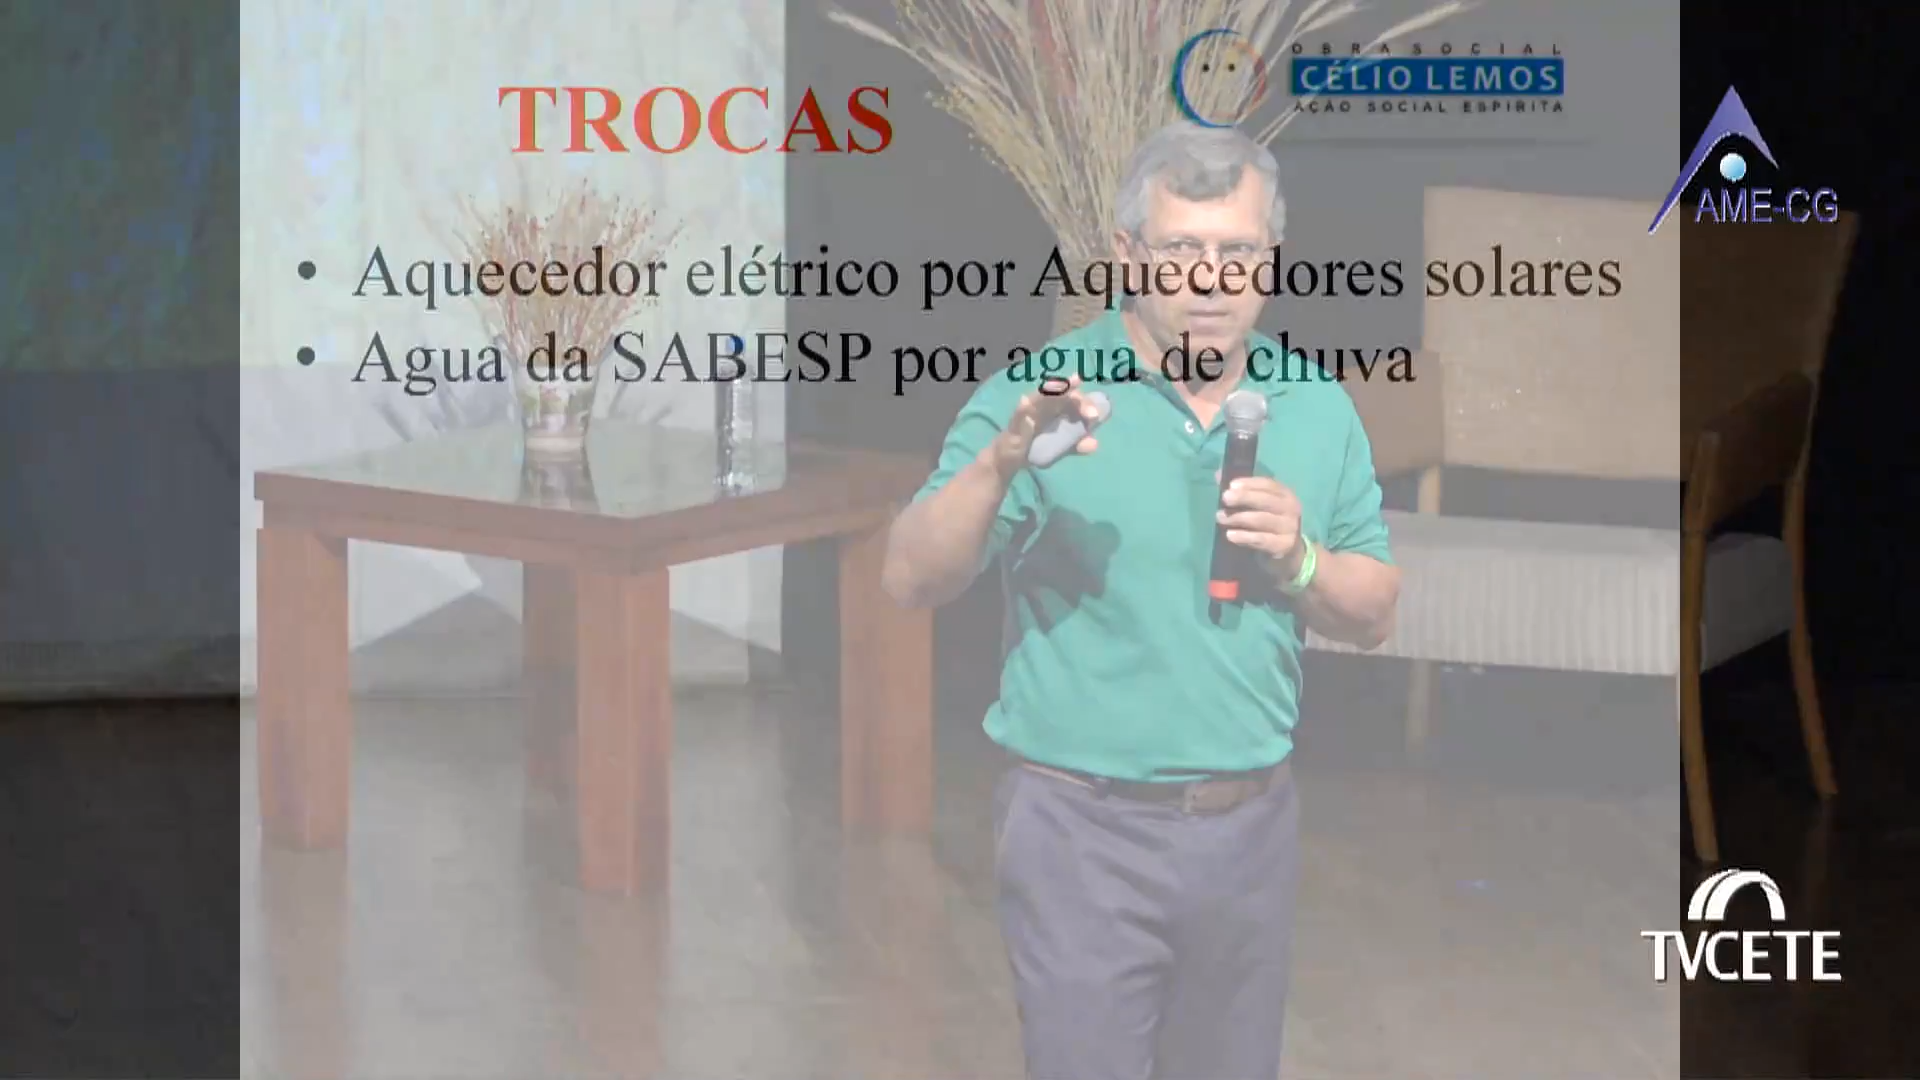 OBRA SOCIAL
CÉLIO LEMOS
AÇÃO SOCIAL ESPÍRITA
TROCAS
AME-CG
• Aquecedor elétrico por Aquecedores solares
• Agua da SABESP por agua de chuva
TVCETE